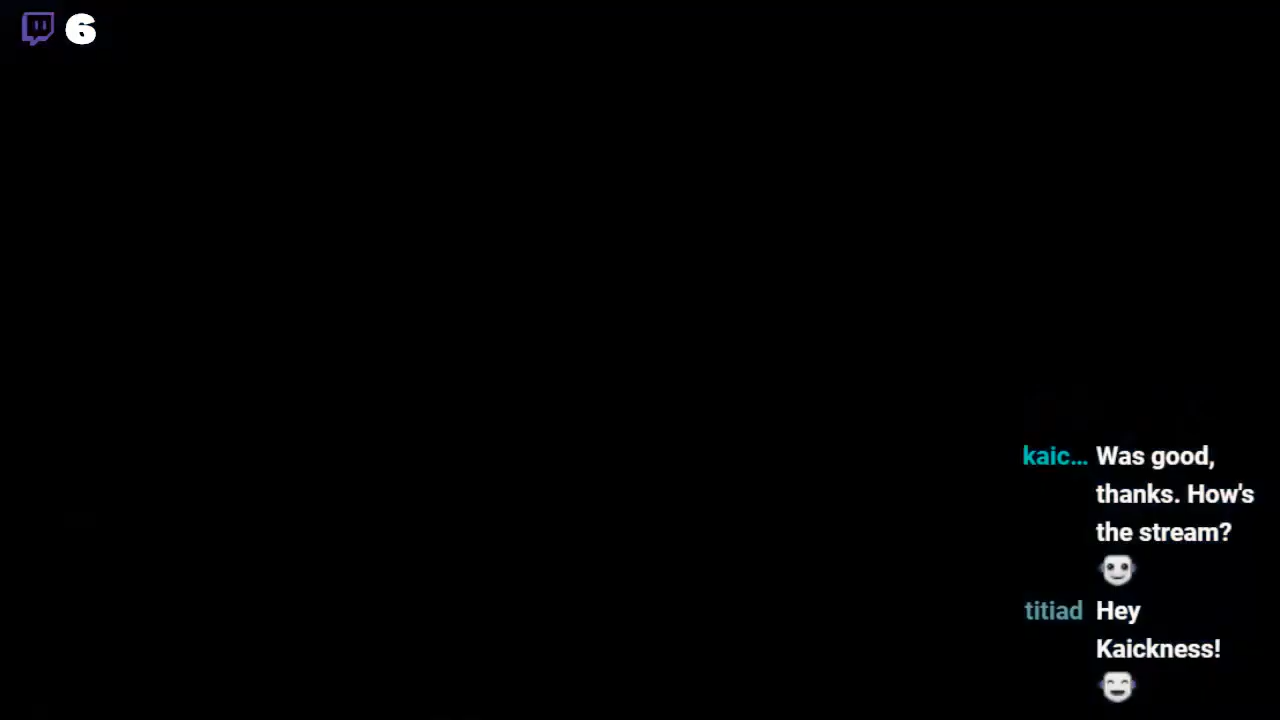 6
kaic... Was good,
thanks. How's
the stream?
titiad Hey
Kaickness!